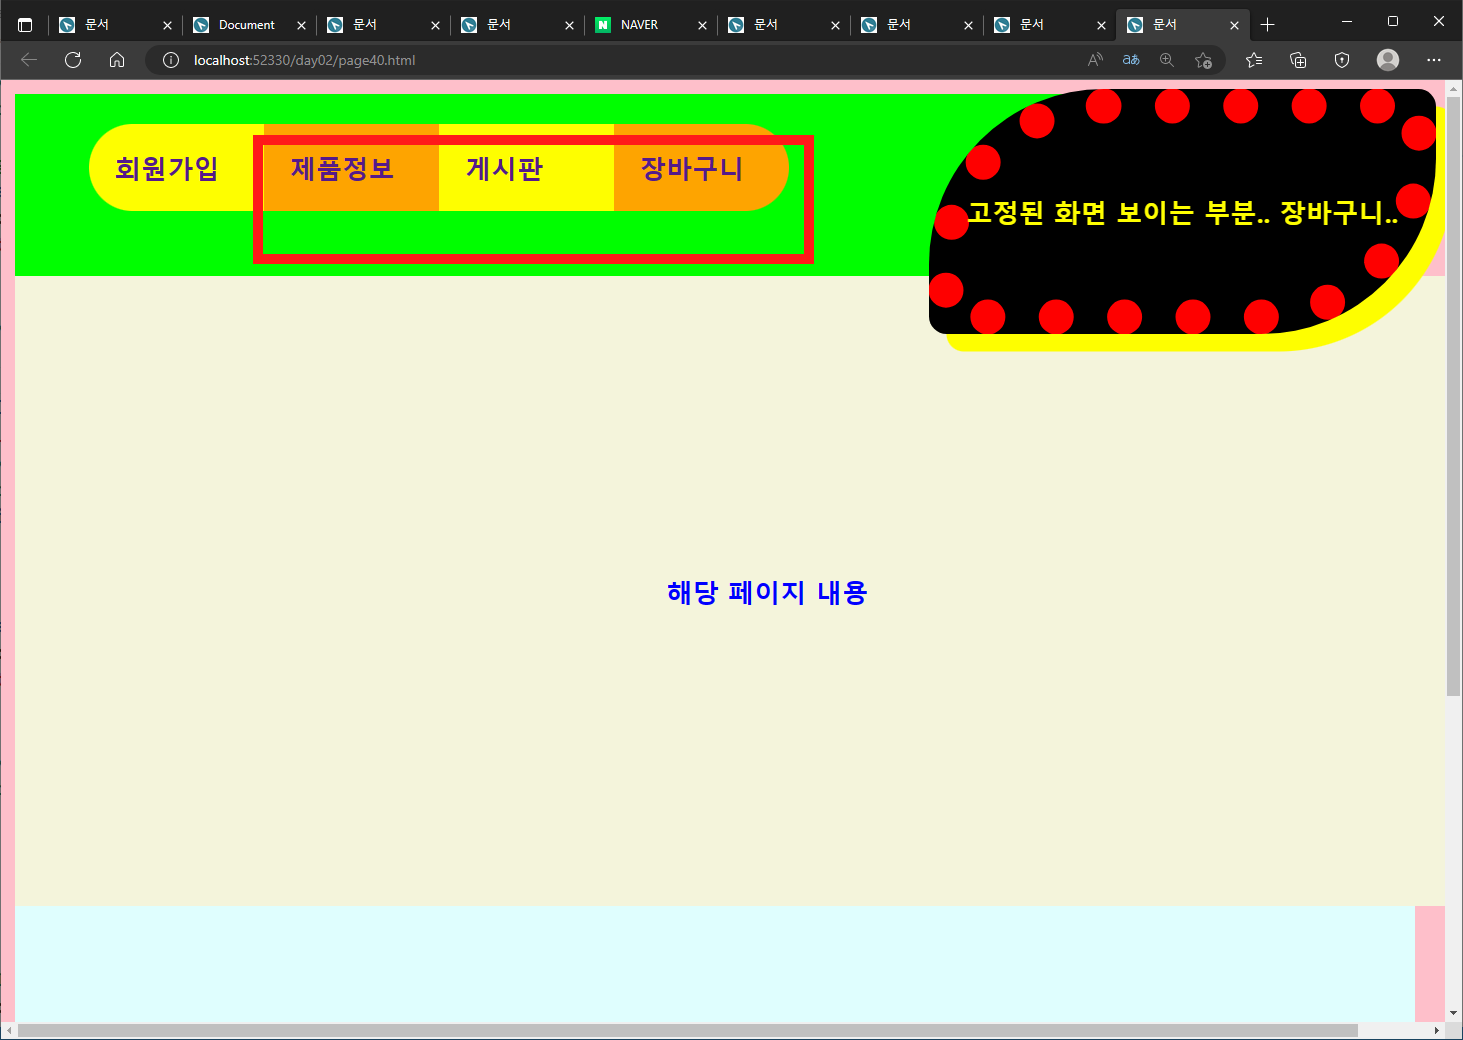 문서
Document
문서
문서
NAVER
문서
문서
문서
문서
localhost:52330/day02/page40.html
회원가입 제품정보 게시판 장바구니
고정된 화면 보이는 부분.. 장바구니..
해당 페이지 내용